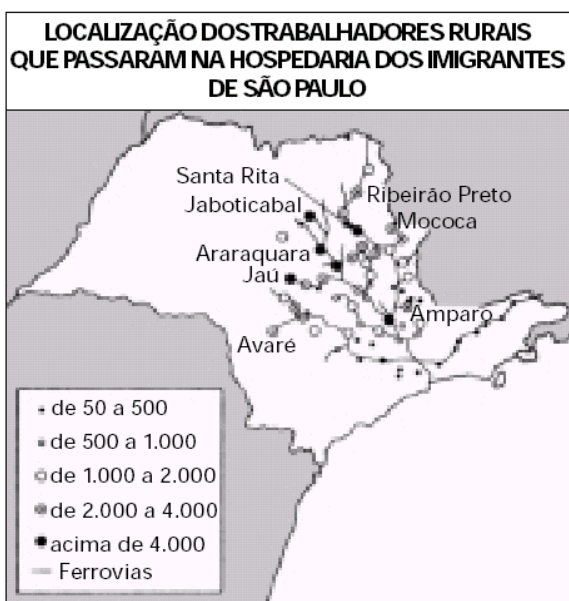 LOCALIZAÇÃO DOSTRABALHADORES RURAIS
QUE PASSARAM NA HOSPEDARIA DOS IMIGRANTES
DE SÃO PAULO
Santa Rita
Ribeirão Preto
Jaboticabal
Mococa
Araraquara
Jaú
Amparo
Avaré
de 50 a 500
de 500 a 1.000
de 1.000 a 2.000
de 2.000 a 4.000
acima de 4.000
Ferrovias